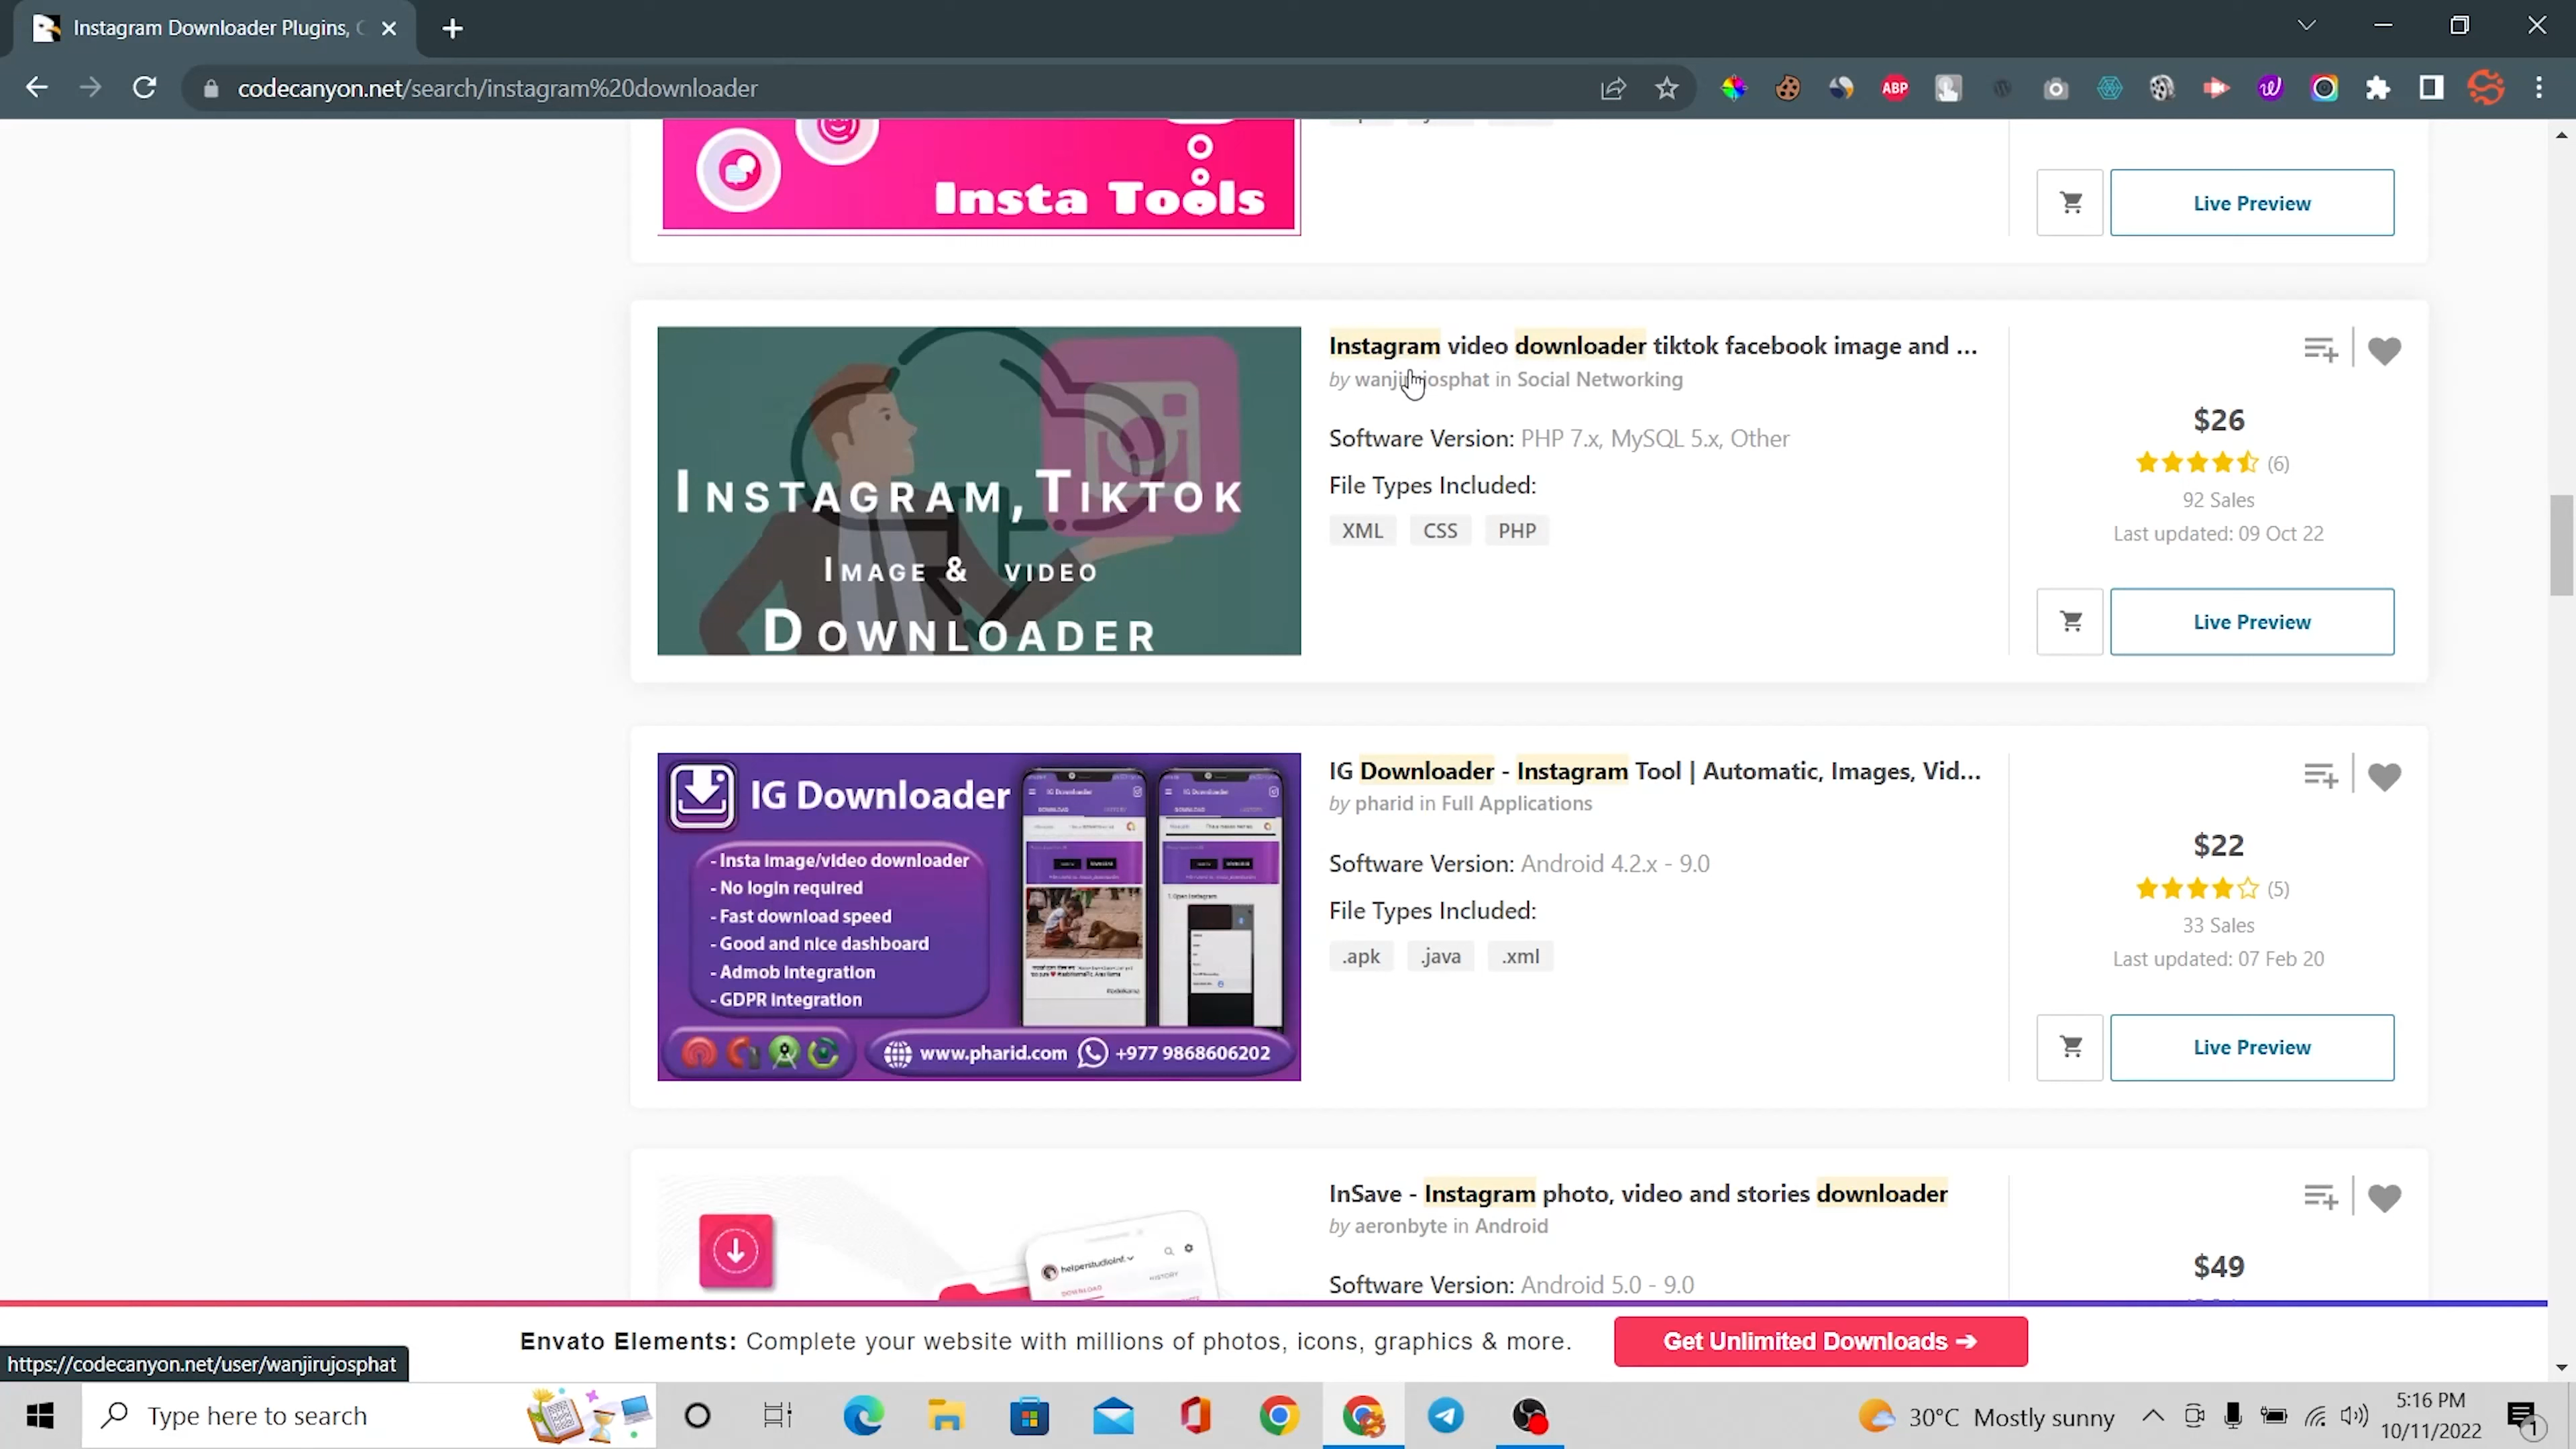 Instagram Downloader Plugins, C
codecanyon.net/search/instagram%20downloader
ABP
Insta Tools
Live Preview
INSTAGRAM, TIKTOK
IMAGE & VIDEO
DOWNLOADER
Instagram video downloader tiktok facebook image and ...
by wanjirujosphat in Social Networking
Software Version: PHP 7.x, MySQL 5.x, Other
File Types Included:
XML CSS PHP
$26
(6)
92 Sales
Last updated: 09 Oct 22
Live Preview
IG Downloader
- Insta image/video downloader
- No login required
- Fast download speed
- Good and nice dashboard
- Admob integration
- GDPR integration
www.pharid.com +977 9868606202
IG Downloader - Instagram Tool | Automatic, Images, Vid...
by pharid in Full Applications
Software Version: Android 4.2.x - 9.0
File Types Included:
.apk .java .xml
$22
(5)
33 Sales
Last updated: 07 Feb 20
Live Preview
helperstudioinf.
DOWNLOAD HISTORY
InSave - Instagram photo, video and stories downloader
by aeronbyte in Android
Software Version: Android 5.0 - 9.0
$49
Envato Elements: Complete your website with millions of photos, icons, graphics & more.
Get Unlimited Downloads ➔
https://codecanyon.net/user/wanjirujosphat
Type here to search
30°C Mostly sunny
5:16 PM
10/11/2022
1